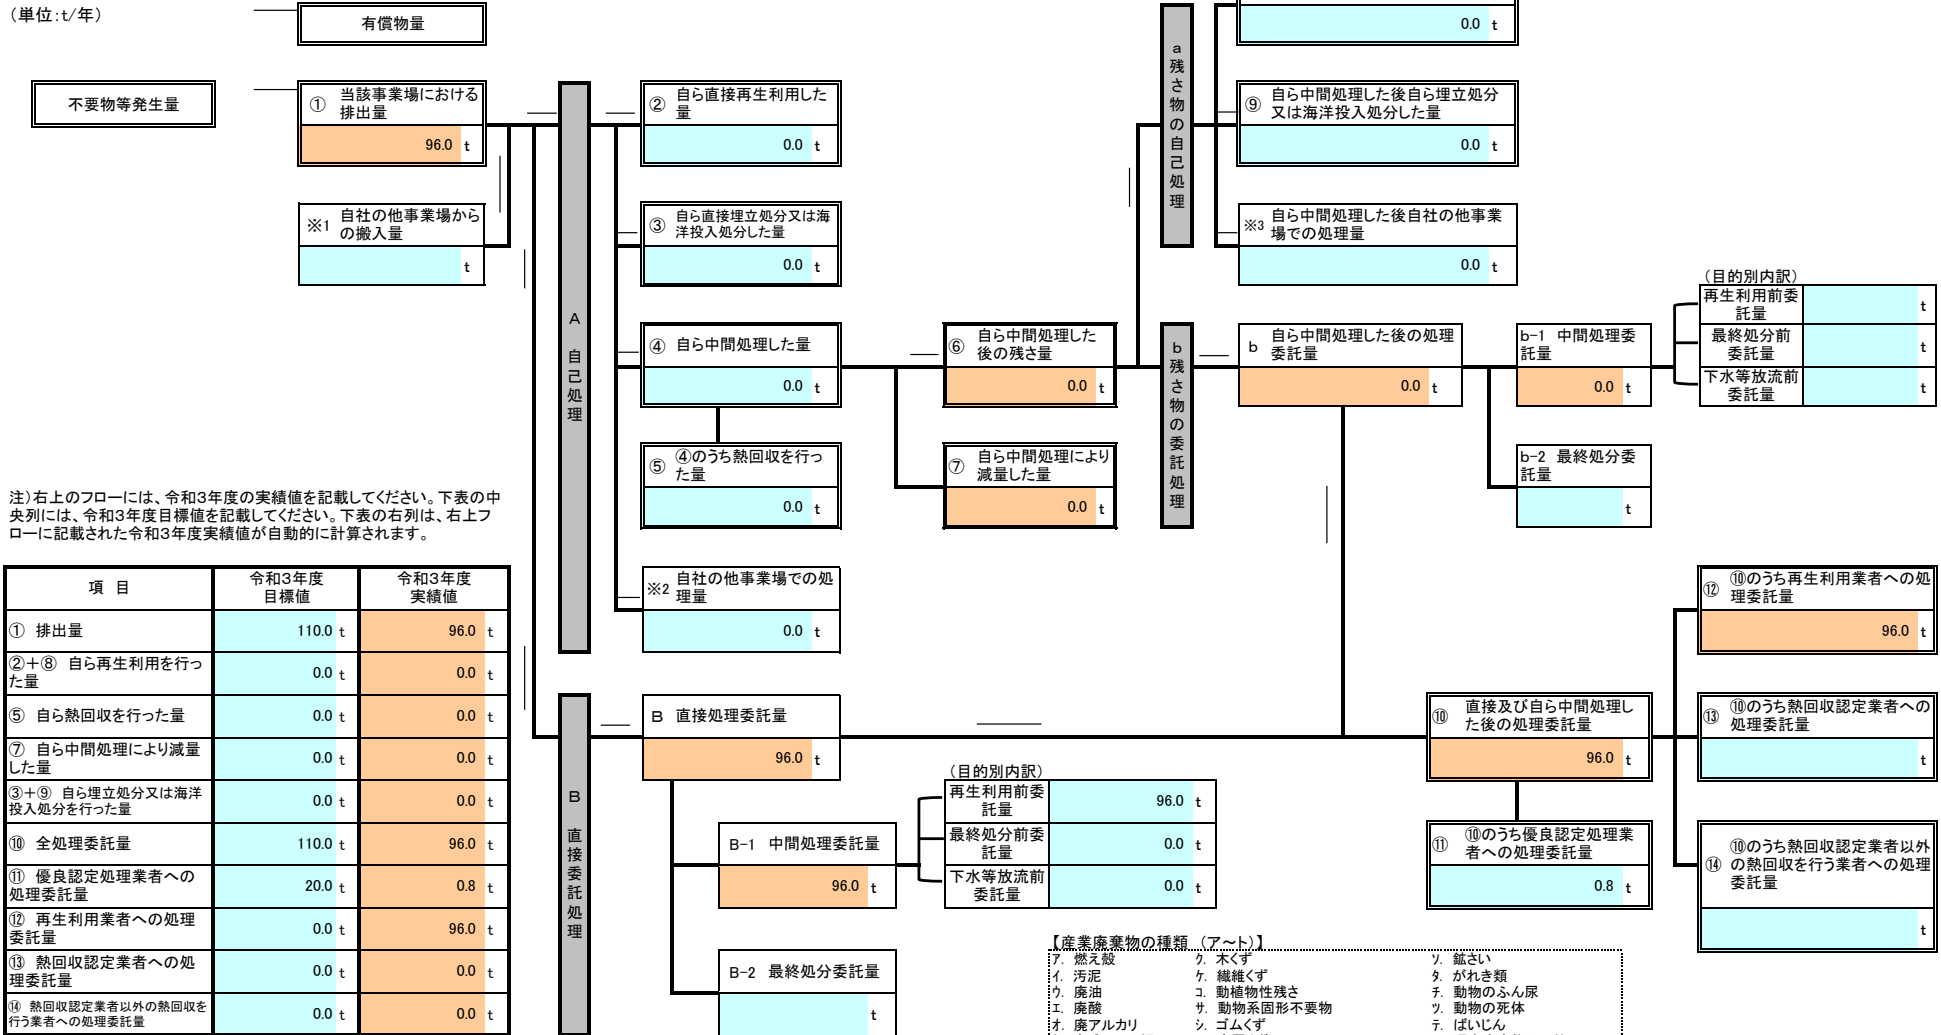 （単位：t/年）
有償物量
不要物等発生量
① 当該事業場における
排出量
96.0 t
※1 自社の他事業場から
の搬入量
t
A 自己処理
② 自ら直接再生利用した
量
0.0 t
③ 自ら直接埋立処分又は海
洋投入処分した量
0.0 t
④ 自ら中間処理した量
0.0 t
⑤ ④のうち熱回収を行っ
た量
0.0 t
※2 自社の他事業場での処
理量
0.0 t
⑥ 自ら中間処理した
後の残さ量
0.0 t
⑦ 自ら中間処理により
減量した量
0.0 t
a 残さ物の自己処理
0.0 t
⑨ 自ら中間処理した後自ら埋立処分
又は海洋投入処分した量
0.0 t
※3 自ら中間処理した後自社の他事業
場での処理量
0.0 t
b 残さ物の委託処理
b 自ら中間処理した後の処理
委託量
0.0 t
b-1 中間処理委
託量
0.0 t
b-2 最終処分委
託量
t
（目的別内訳）
再生利用前委
託量
t
最終処分前
委託量
t
下水等放流前
委託量
t
注）右上のフローには、令和3年度の実績値を記載してください。下表の中
央列には、令和3年度目標値を記載してください。下表の右列は、右上フ
ローに記載された令和3年度実績値が自動的に計算されます。
項 目
令和3年度
目標値
令和3年度
実績値
① 排出量 110.0 t 96.0 t
②＋⑧ 自ら再生利用を行っ
た量 0.0 t 0.0 t
⑤ 自ら熱回収を行った量 0.0 t 0.0 t
⑦ 自ら中間処理により減量
した量 0.0 t 0.0 t
③＋⑨ 自ら埋立処分又は海洋
投入処分を行った量 0.0 t 0.0 t
⑩ 全処理委託量 110.0 t 96.0 t
⑪ 優良認定処理業者への
処理委託量 20.0 t 0.8 t
⑫ 再生利用業者への処理
委託量 0.0 t 96.0 t
⑬ 熱回収認定業者への処
理委託量 0.0 t 0.0 t
⑭ 熱回収認定業者以外の熱回収を
行う業者への処理委託量 0.0 t 0.0 t
B 直接委託処理
B 直接処理委託量
96.0 t
B-1 中間処理委託量
96.0 t
B-2 最終処分委託量
t
（目的別内訳）
再生利用前委
託量
96.0 t
最終処分前委
託量
0.0 t
下水等放流前
委託量
0.0 t
⑩ 直接及び自ら中間処理し
た後の処理委託量
96.0 t
⑪ ⑩のうち優良認定処理業
者への処理委託量
0.8 t
⑫ ⑩のうち再生利用業者への処
理委託量
96.0 t
⑬ ⑩のうち熱回収認定業者への
処理委託量
t
⑭ ⑩のうち熱回収認定業者以外
の熱回収を行う業者への処理
委託量
t
【産業廃棄物の種類 （ア～ト）】
ア. 燃え殻 ク. 木くず ソ. 鉱さい
イ. 汚泥 ケ. 繊維くず タ. がれき類
ウ. 廃油 コ. 動植物性残さ チ. 動物のふん尿
エ. 廃酸 サ. 動物系固形不要物 ツ. 動物の死体
オ. 廃アルカリ シ. ゴムくず テ. ばいじん